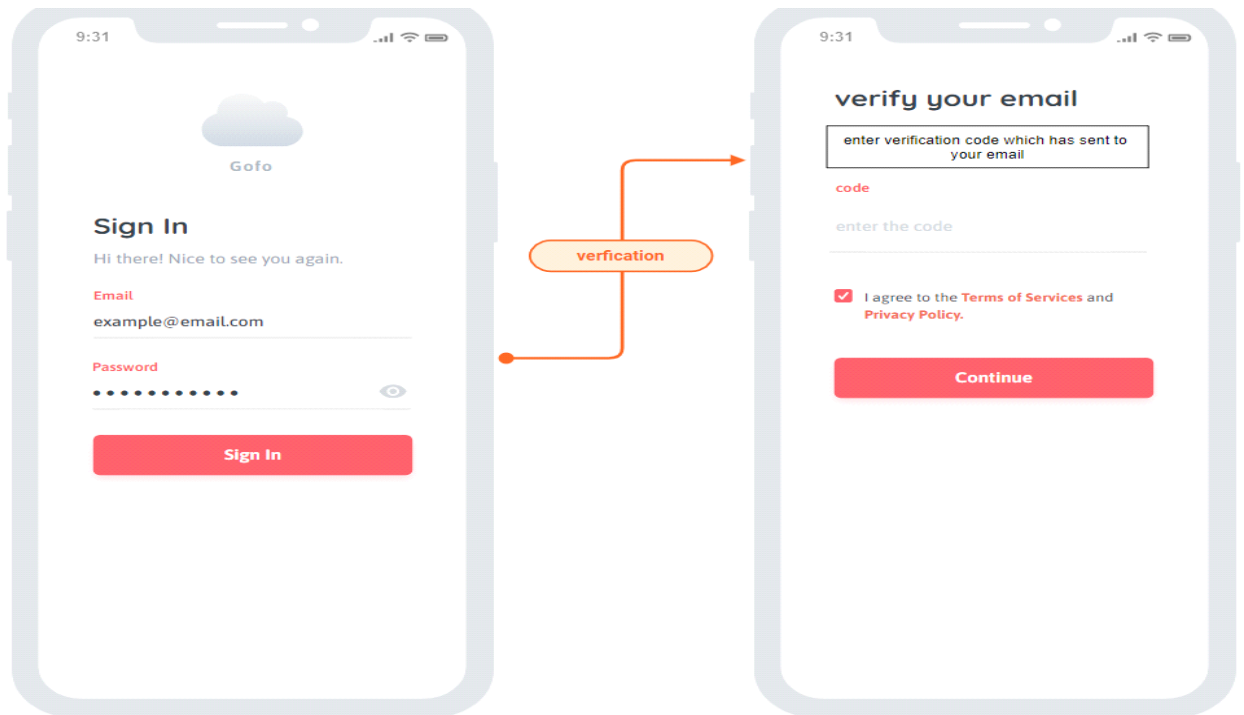 9:31
Gofo
Sign In
Hi there! Nice to see you again.
Email
example@email.com
Password
Sign In
verfication
9:31
verify your email
enter verification code which has sent to
your email
code
enter the code
I agree to the Terms of Services and
Privacy Policy.
Continue